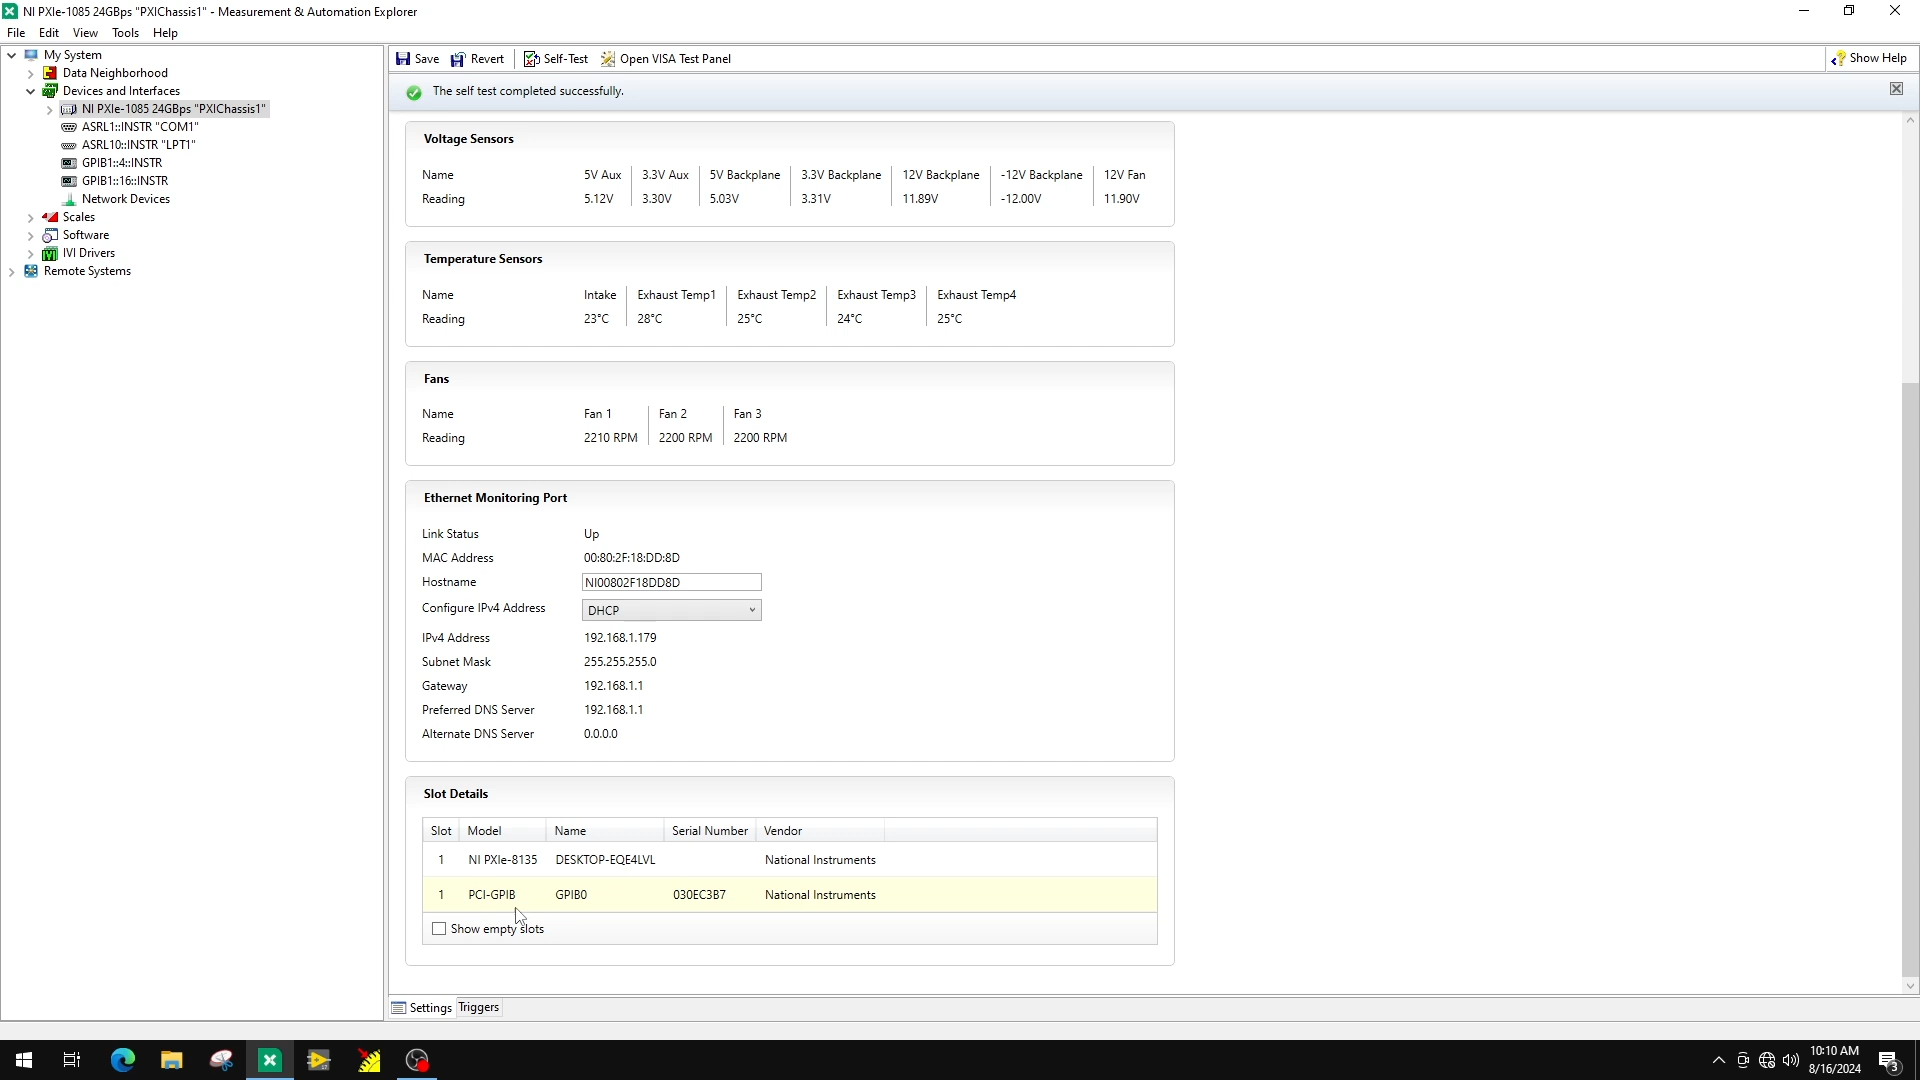 NI PXIe-1085 24GBps "PXIChassis1" - Measurement & Automation Explorer
File Edit View Tools Help
My System
Data Neighborhood
Devices and Interfaces
NI PXIe-1085 24GBps "PXIChassis1"
ASRL1::INSTR "COM1"
ASRL10::INSTR "LPT1"
GPIB1::4::INSTR
GPIB1::16::INSTR
Network Devices
Scales
Software
IVI Drivers
Remote Systems
Save Revert Self-Test Open VISA Test Panel Show Help
The self test completed successfully.
Voltage Sensors
Name 5V Aux 3.3V Aux 5V Backplane 3.3V Backplane 12V Backplane -12V Backplane 12V Fan
Reading 5.12V 3.30V 5.03V 3.31V 11.89V -12.00V 11.90V
Temperature Sensors
Name Intake Exhaust Temp1 Exhaust Temp2 Exhaust Temp3 Exhaust Temp4
Reading 23°C 28°C 25°C 24°C 25°C
Fans
Name Fan 1 Fan 2 Fan 3
Reading 2210 RPM 2200 RPM 2200 RPM
Ethernet Monitoring Port
Link Status Up
MAC Address 00:80:2F:18:DD:8D
Hostname NI00802F18DD8D
Configure IPv4 Address DHCP
IPv4 Address 192.168.1.179
Subnet Mask 255.255.255.0
Gateway 192.168.1.1
Preferred DNS Server 192.168.1.1
Alternate DNS Server 0.0.0.0
Slot Details
Slot Model Name Serial Number Vendor
1 NI PXIe-8135 DESKTOP-EQE4LVL National Instruments
1 PCI-GPIB GPIB0 030EC3B7 National Instruments
Show empty slots
Settings Triggers
10:10 AM
8/16/2024
3